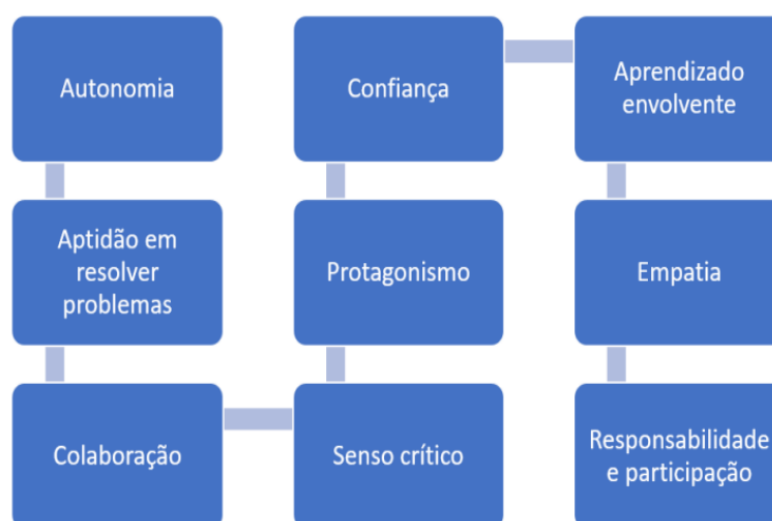 Autonomia
Aptidão em
resolver
problemas
Colaboração
Senso crítico
Protagonismo
Confiança
Aprendizado
envolvente
Empatia
Responsabilidade
e participação